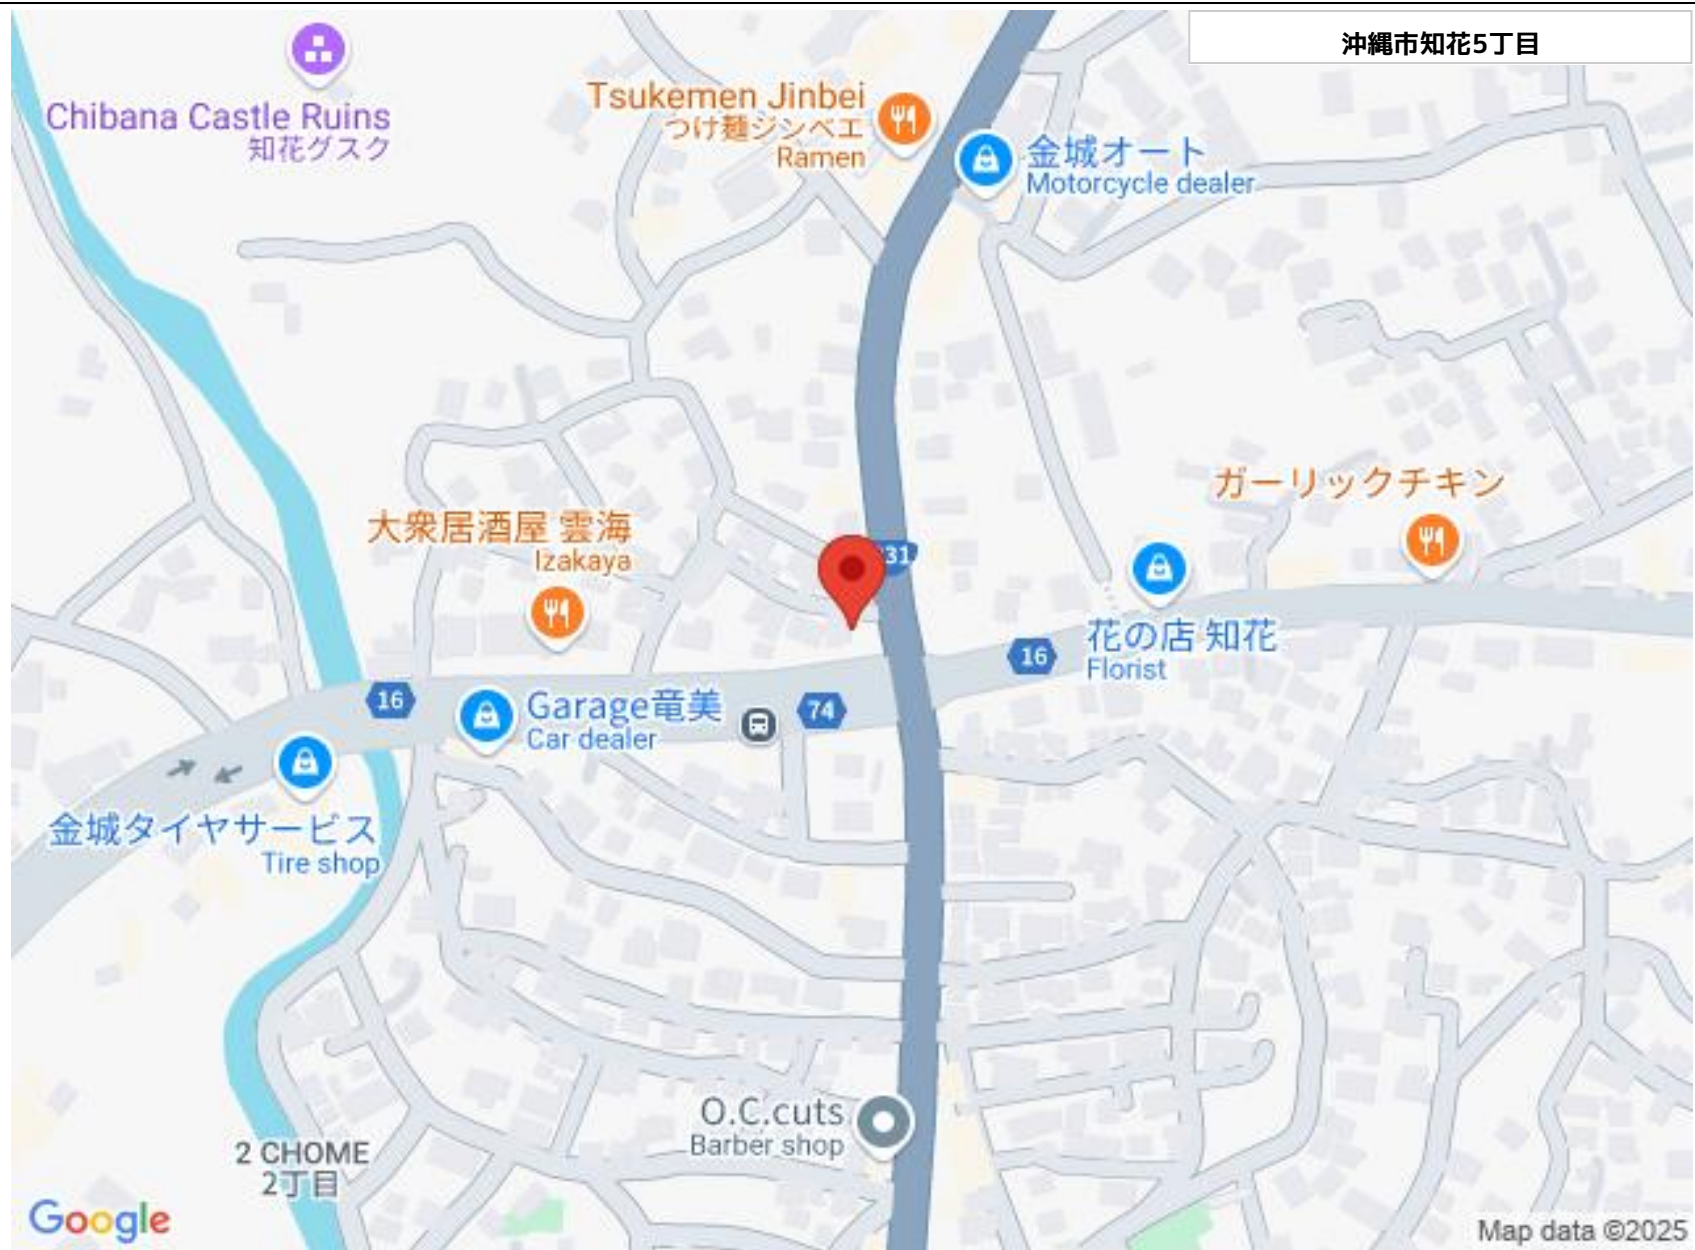 沖縄市知花5丁目
Chibana Castle Ruins
知花グスク
Tsukemen Jinbei
つけ麺ジンベエ
Ramen
金城オート
Motorcycle dealer
ガーリックチキン
大衆居酒屋 雲海
Izakaya
31
花の店 知花
Florist
16
16
74
Garage竜美
Car dealer
金城タイヤサービス
Tire shop
O.C.cuts
Barber shop
2 CHOME
2丁目
Google
Map data ©2025